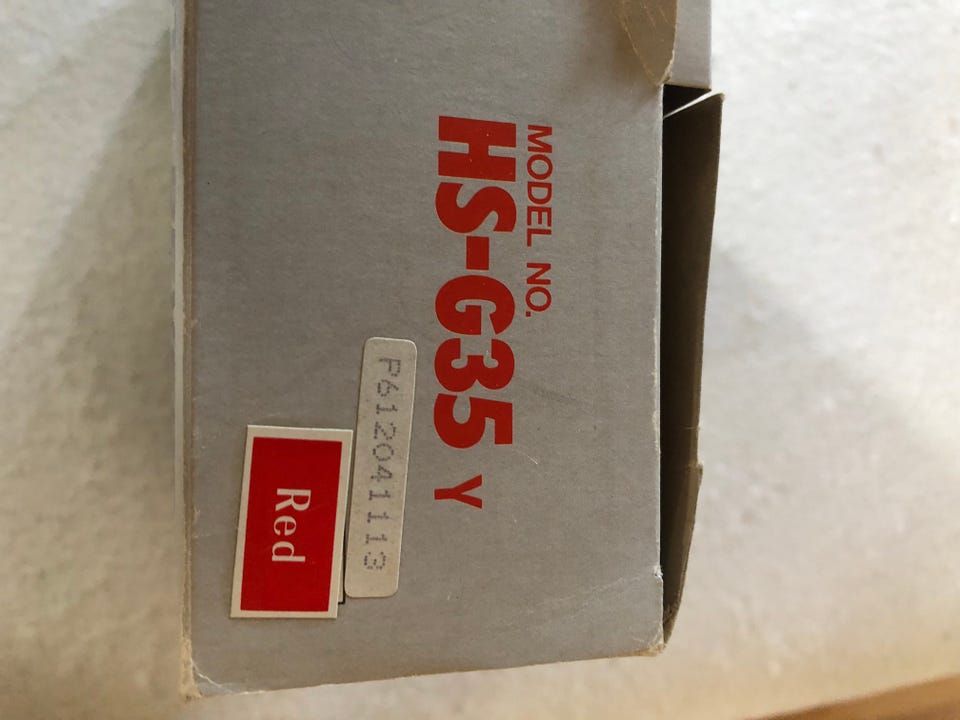 MODEL NO.
HS-G35 Y
P612041113
Red